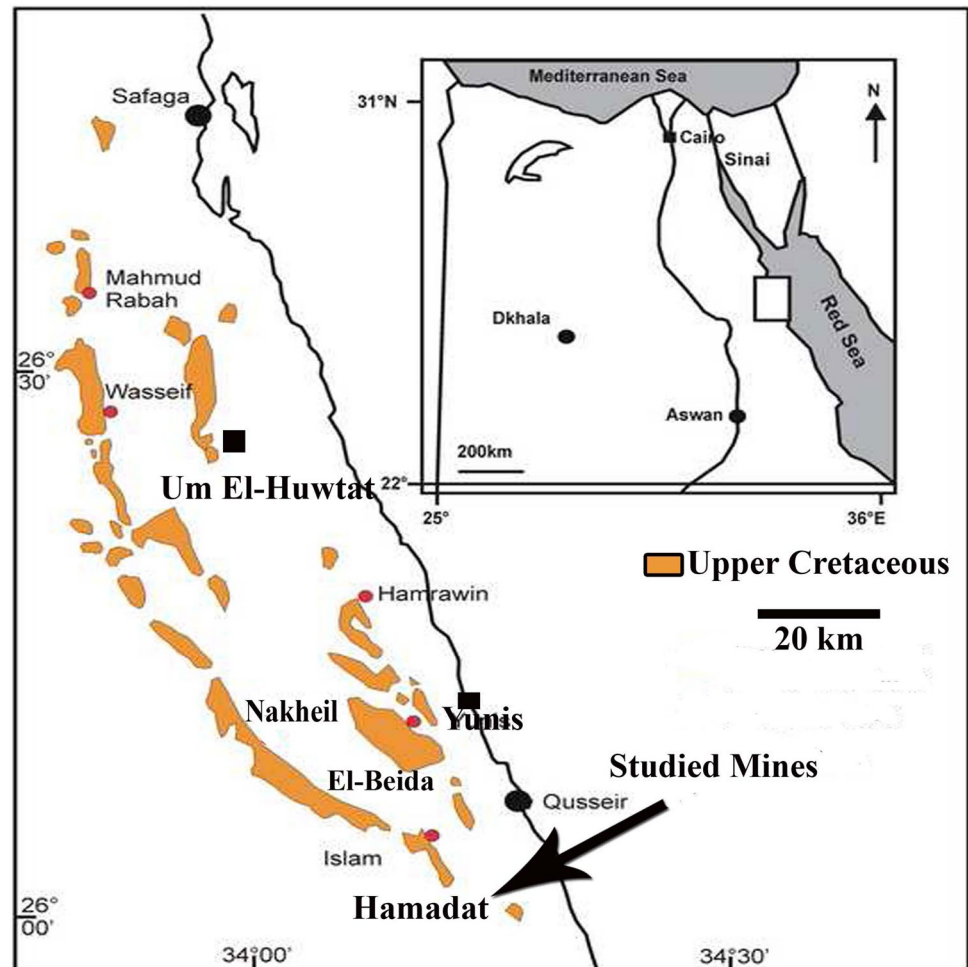 Safaga
Mahmud
Rabah
26°
30'
Wasseif
Um El-Huwtat
Hamrawin
Nakheil
Yunis
El-Beida
Studied Mines
Qusseir
Islam
Hamadat
26°
00'
34°00'
34°30'
Upper Cretaceous
20 km
Mediterranean Sea
31°N
N
Cairo
Sinai
Dkhala
Red Sea
Aswan
200km
22°
25°
36°E